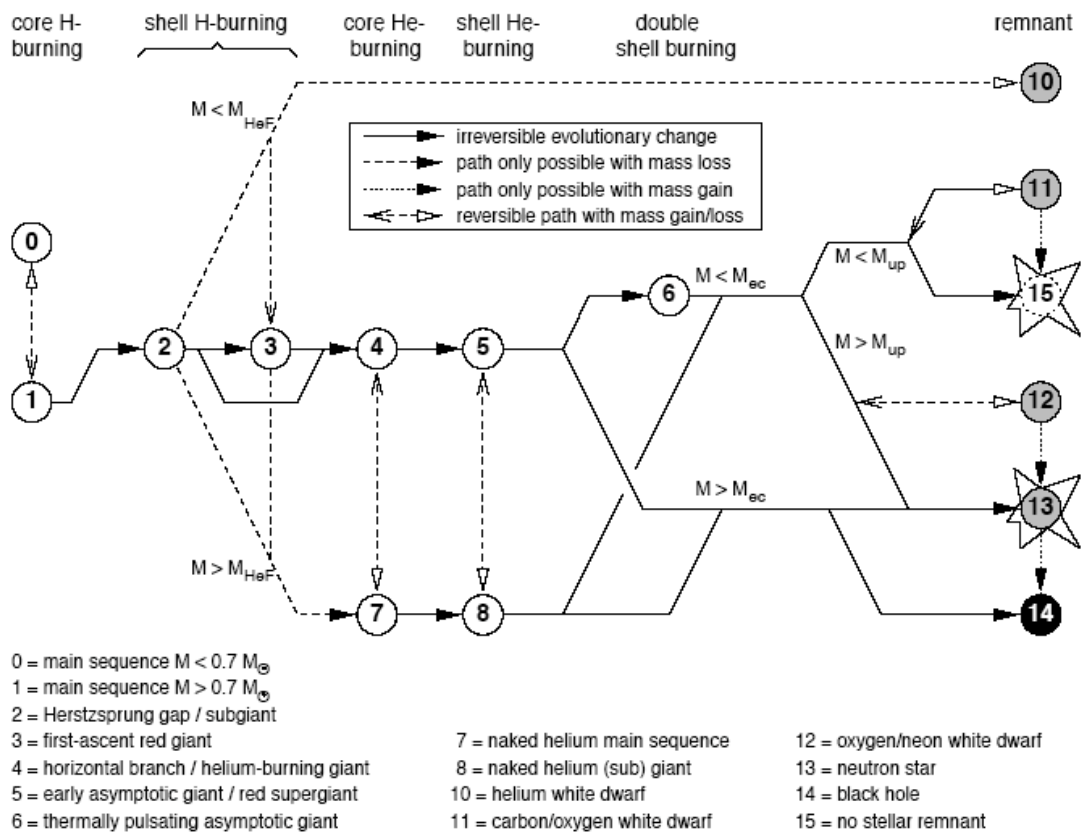 core H-
burning
shell H-burning
core He-
burning
shell He-
burning
double
shell burning
remnant
10
M < M_HeF
irreversible evolutionary change
path only possible with mass loss
path only possible with mass gain
reversible path with mass gain/loss
11
0
M < M_up
M < M_ec
6
15
2
3
4
5
M > M_up
1
12
M > M_ec
13
M > M_HeF
7
8
14
0 = main sequence M < 0.7 M⊙
1 = main sequence M > 0.7 M⊙
2 = Herstzsprung gap / subgiant
3 = first-ascent red giant
4 = horizontal branch / helium-burning giant
5 = early asymptotic giant / red supergiant
6 = thermally pulsating asymptotic giant
7 = naked helium main sequence
8 = naked helium (sub) giant
10 = helium white dwarf
11 = carbon/oxygen white dwarf
12 = oxygen/neon white dwarf
13 = neutron star
14 = black hole
15 = no stellar remnant